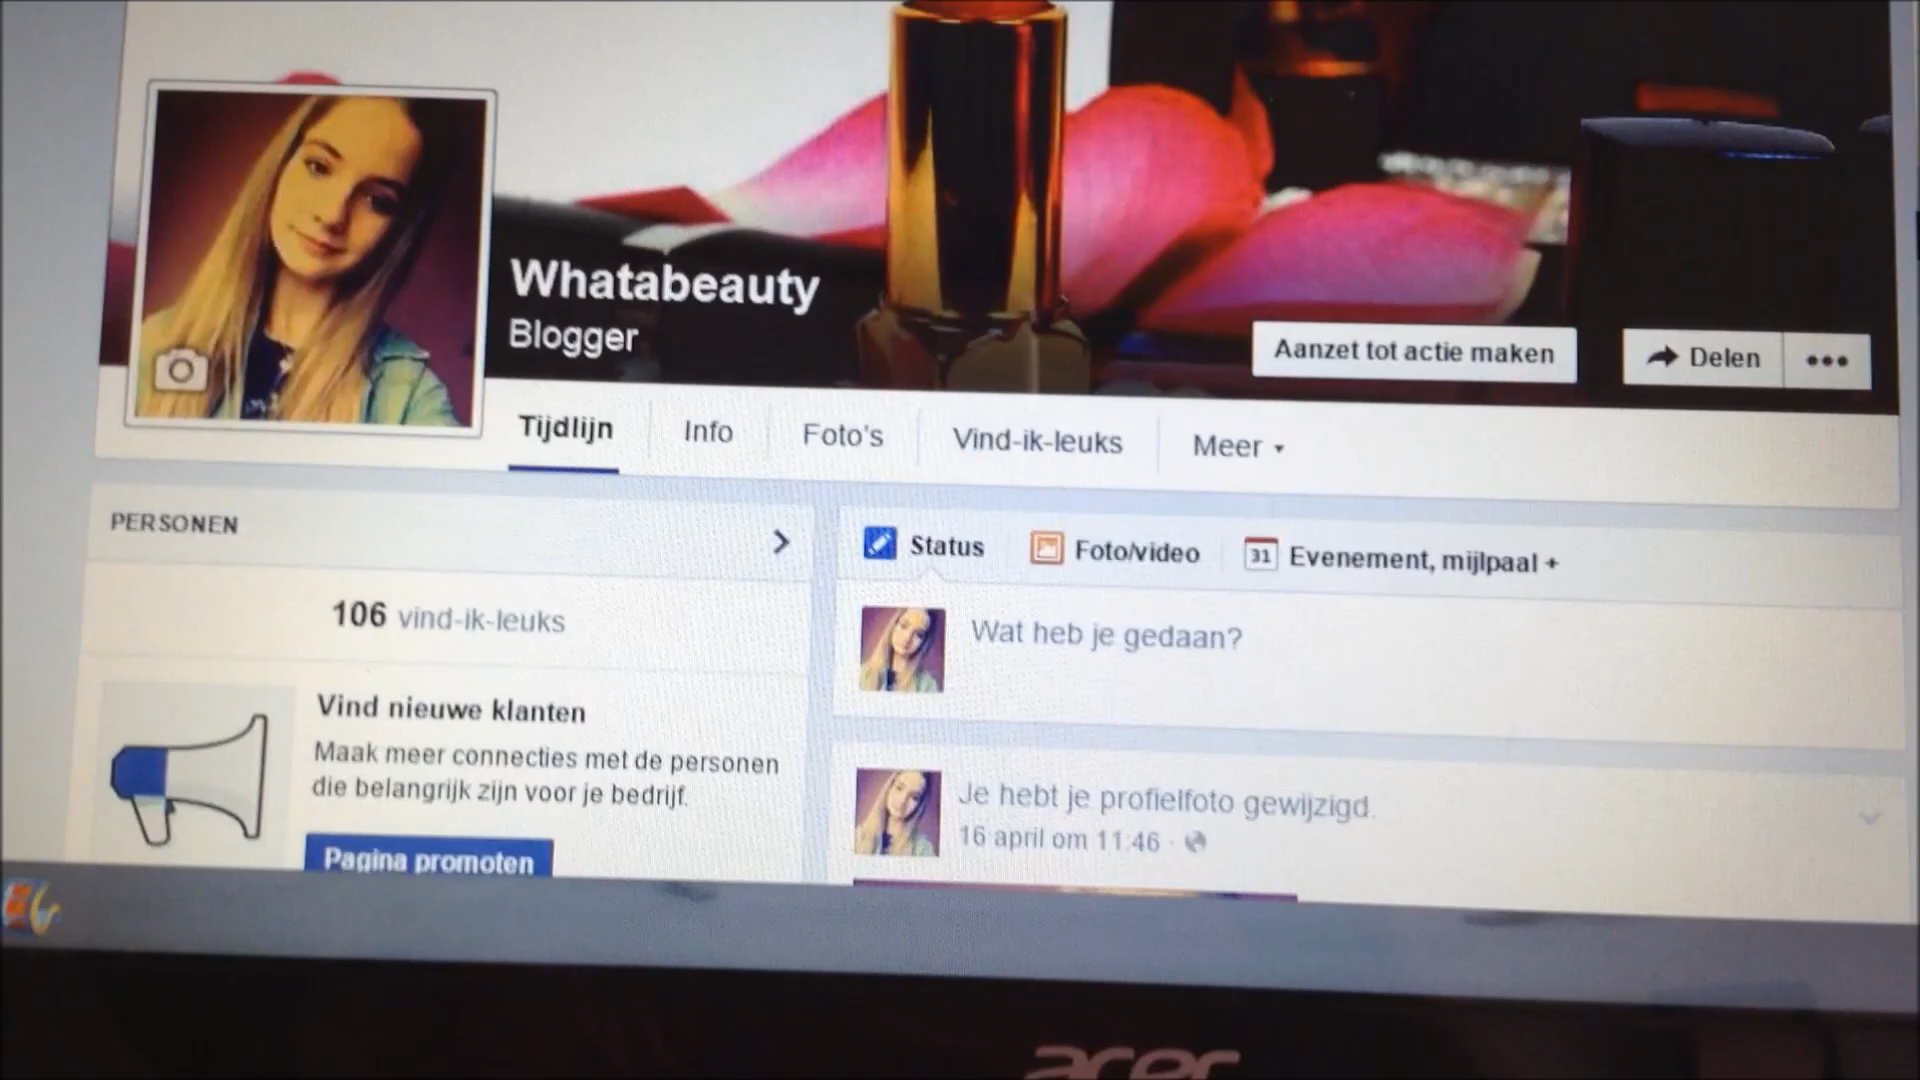 Whatabeauty
Blogger
Aanzet tot actie maken
Delen
Tijdlijn
Info
Foto's
Vind-ik-leuks
Meer
PERSONEN
106 vind-ik-leuks
Vind nieuwe klanten
Maak meer connecties met de personen
die belangrijk zijn voor je bedrijf.
Pagina promoten
Status
Foto/video
31
Evenement, mijlpaal +
Wat heb je gedaan?
Je hebt je profielfoto gewijzigd.
16 april om 11:46 ·
acer